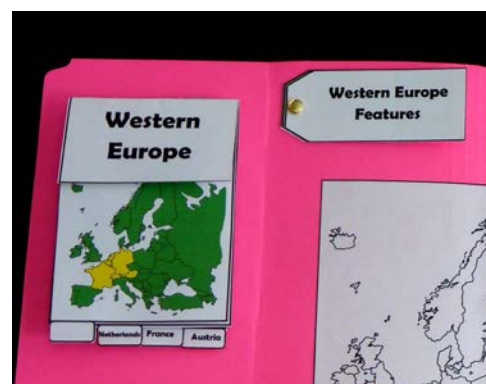 Western
Europe
Western Europe
Features
Netherlands France Austria